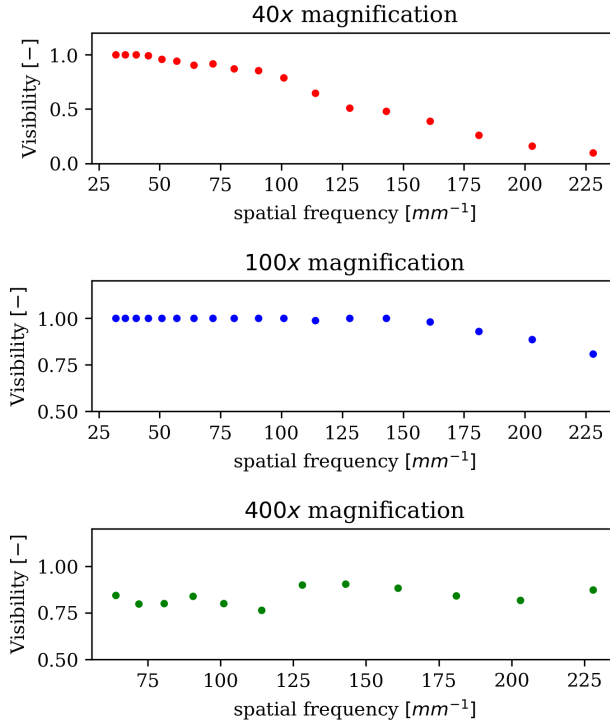 40x magnification
Visibility [−]
1.0
0.5
0.0
25 50 75 100 125 150 175 200 225
spatial frequency [mm⁻¹]
100x magnification
Visibility [−]
1.00
0.75
0.50
25 50 75 100 125 150 175 200 225
spatial frequency [mm⁻¹]
400x magnification
Visibility [−]
1.00
0.75
0.50
75 100 125 150 175 200 225
spatial frequency [mm⁻¹]